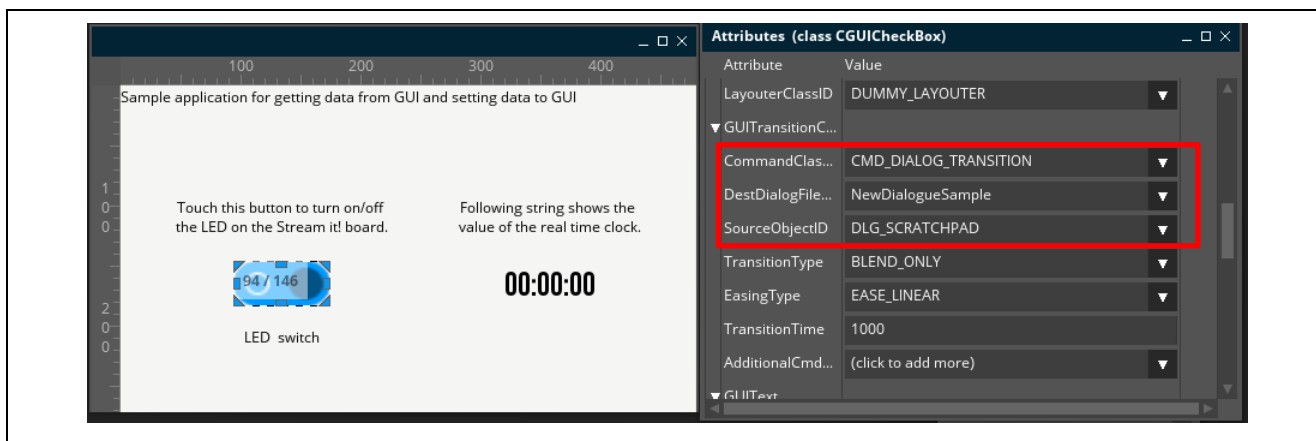 100 200 300 400
Sample application for getting data from GUI and setting data to GUI
100
Touch this button to turn on/off
the LED on the Stream it! board.
Following string shows the
value of the real time clock.
94 / 146
00:00:00
200
LED switch
Attributes (class CGUICheckBox)
Attribute Value
LayouterClassID DUMMY_LAYOUTER
GUITransitionC...
CommandClas... CMD_DIALOG_TRANSITION
DestDialogFile... NewDialogueSample
SourceObjectID DLG_SCRATCHPAD
TransitionType BLEND_ONLY
EasingType EASE_LINEAR
TransitionTime 1000
AdditionalCmd... (click to add more)
GUIText